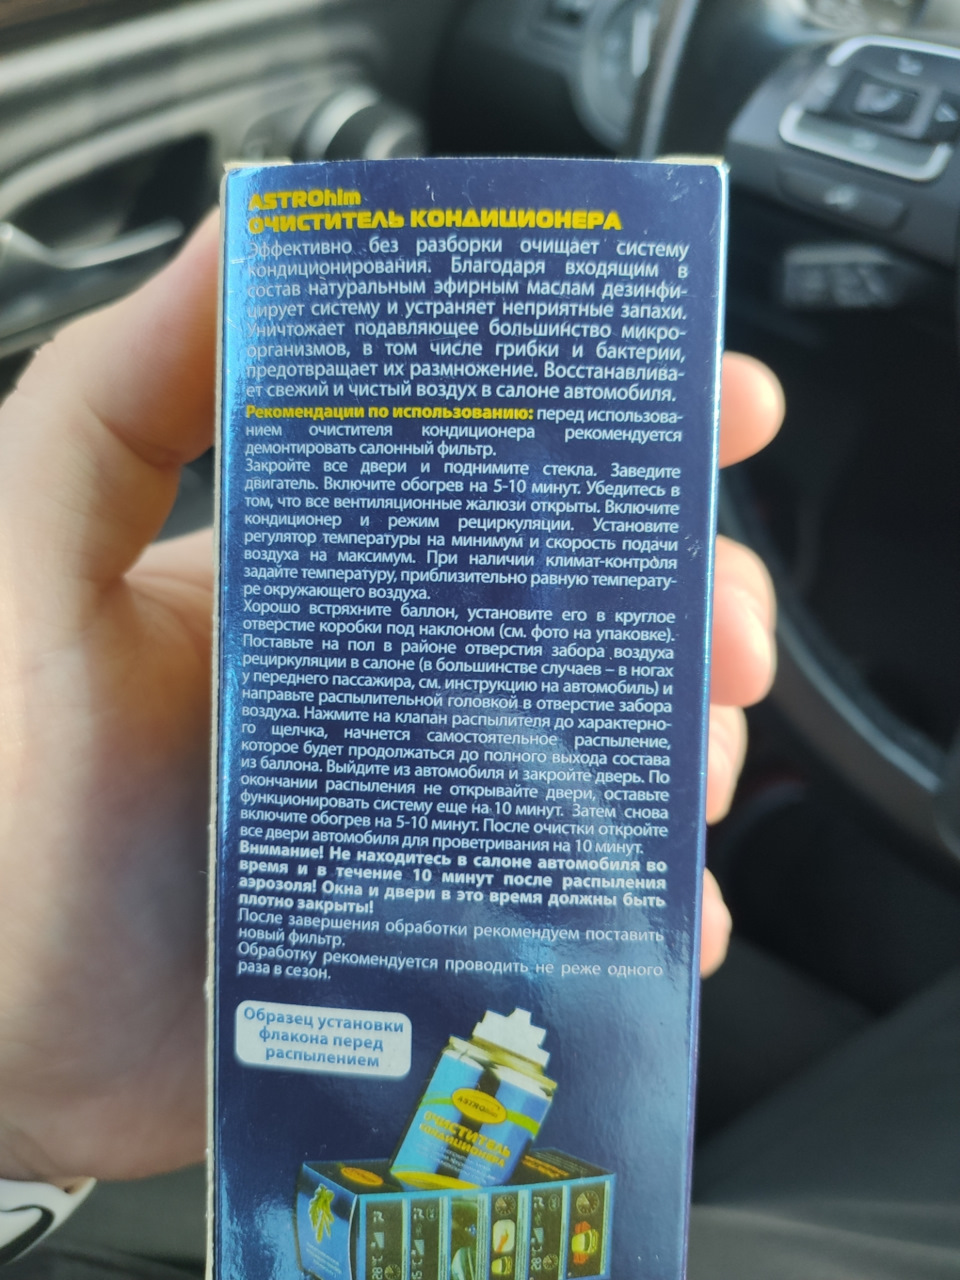 ASTROhim
ОЧИСТИТЕЛЬ КОНДИЦИОНЕРА
Эффективно без разборки очищает систему
кондиционирования. Благодаря входящим в
состав натуральным эфирным маслам дезинфи-
цирует систему и устраняет неприятные запахи.
Уничтожает подавляющее большинство микро-
организмов, в том числе грибки и бактерии,
предотвращает их размножение. Восстанавлива-
ет свежий и чистый воздух в салоне автомобиля.
Рекомендации по использованию: перед использова-
нием очистителя кондиционера рекомендуется
демонтировать салонный фильтр.
Закройте все двери и поднимите стекла. Заведите
двигатель. Включите обогрев на 5-10 минут. Убедитесь в
том, что все вентиляционные жалюзи открыты. Включите
кондиционер и режим рециркуляции. Установите
регулятор температуры на минимум и скорость подачи
воздуха на максимум. При наличии климат-контроля
задайте температуру, приблизительно равную температу-
ре окружающего воздуха.
Хорошо встряхните баллон, установите его в круглое
отверстие коробки под наклоном (см. фото на упаковке).
Поставьте на пол в районе отверстия забора воздуха
рециркуляции в салоне (в большинстве случаев – в ногах
у переднего пассажира, см. инструкцию на автомобиль) и
направьте распылительной головкой в отверстие забора
воздуха. Нажмите на клапан распылителя до характерно-
го щелчка, начнется самостоятельное распыление,
которое будет продолжаться до полного выхода состава
из баллона. Выйдите из автомобиля и закройте дверь. По
окончании распыления не открывайте двери, оставьте
функционировать систему еще на 10 минут. Затем снова
включите обогрев на 5-10 минут. После очистки откройте
все двери автомобиля для проветривания на 10 минут.
Внимание! Не находитесь в салоне автомобиля во
время и в течение 10 минут после распыления
аэрозоля! Окна и двери в это время должны быть
плотно закрыты!
После завершения обработки рекомендуем поставить
новый фильтр.
Обработку рекомендуется проводить не реже одного
раза в сезон.
Образец установки
флакона перед
распылением
ASTROhim
ОЧИСТИТЕЛЬ
КОНДИЦИОНЕРА